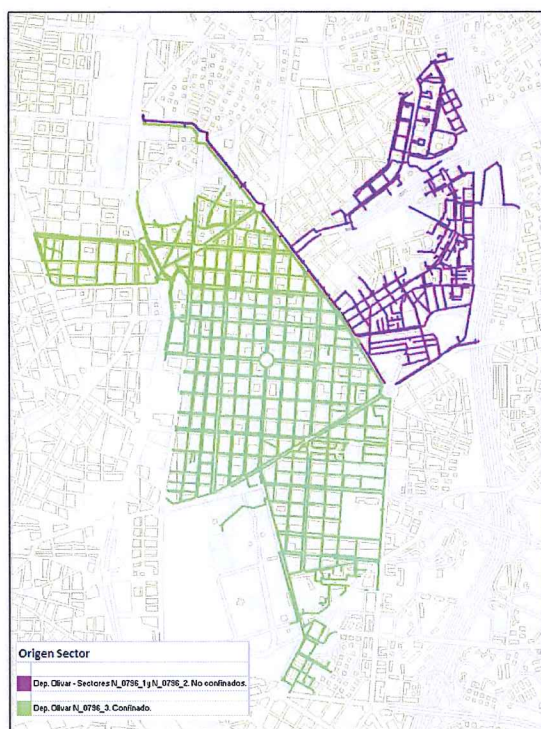 Origen Sector
Dep. Olivar - Sectores N_0796_1 y N_0796_2. No confinados.
Dep. Olivar N_0796_3. Confinado.